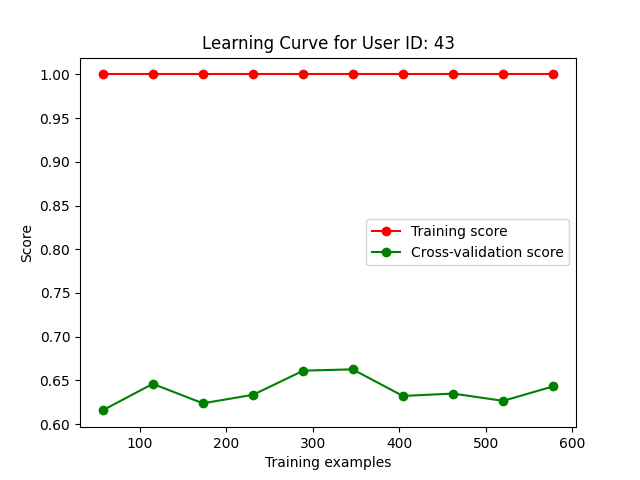 Learning Curve for User ID: 43
1.00
0.95
0.90
0.85
0.80
0.75
0.70
0.65
0.60
Score
Training score
Cross-validation score
100 200 300 400 500 600
Training examples